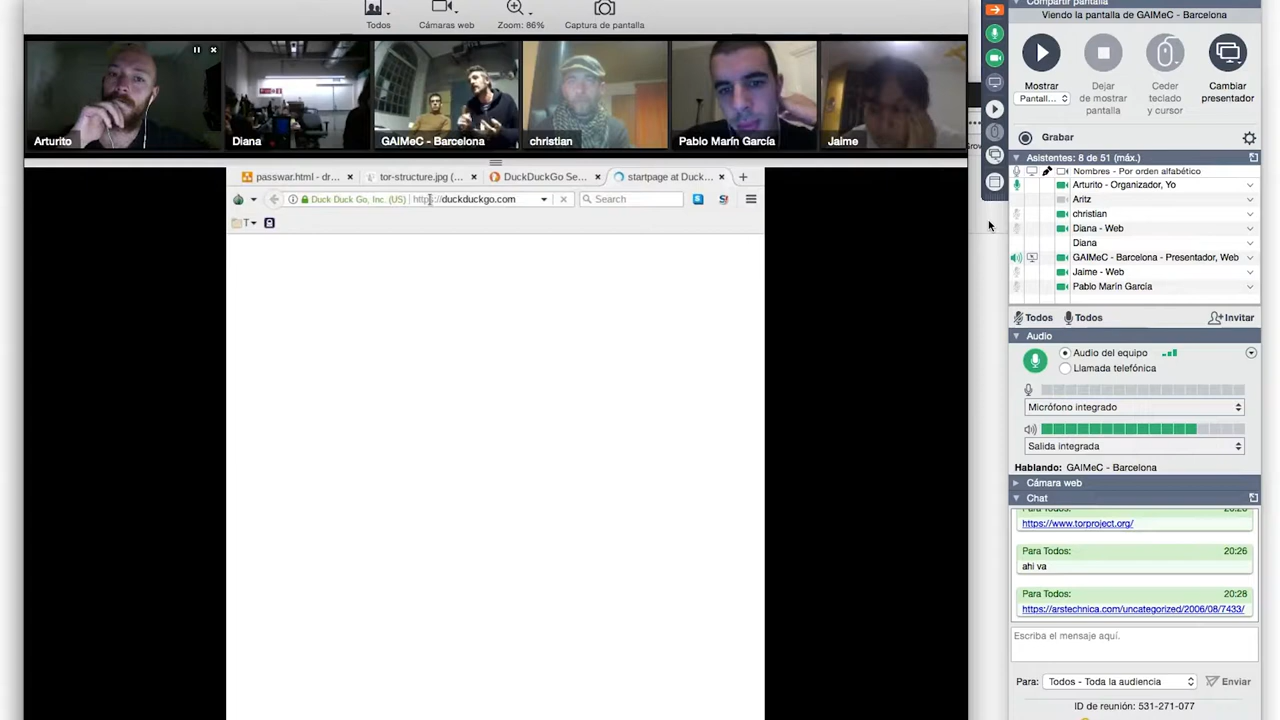 Todos
Cámaras web
Zoom: 86%
Captura de pantalla
Arturito
Diana
GAIMeC - Barcelona
christian
Pablo Marín García
Jaime
passwar.html - dr...
tor-structure.jpg (...
DuckDuckGo Se...
startpage at Duck...
Duck Duck Go, Inc. (US)
https://duckduckgo.com
Search
T
Compartir pantalla
Viendo la pantalla de GAIMeC - Barcelona
Mostrar
Pantall...
Dejar
de mostrar
pantalla
Ceder
teclado
y cursor
Cambiar
presentador
Grabar
Asistentes: 8 de 51 (máx.)
Nombres - Por orden alfabético
Arturito - Organizador, Yo
Aritz
christian
Diana - Web
Diana
GAIMeC - Barcelona - Presentador, Web
Jaime - Web
Pablo Marín García
Todos
Todos
Invitar
Audio
Audio del equipo
Llamada telefónica
Micrófono integrado
Salida integrada
Hablando: GAIMeC - Barcelona
Cámara web
Chat
Para Todos:
https://www.torproject.org/
Para Todos: 20:26
ahi va
Para Todos: 20:28
https://arstechnica.com/uncategorized/2006/08/7433/
Escriba el mensaje aquí.
Para: Todos - Toda la audiencia
Enviar
ID de reunión: 531-271-077